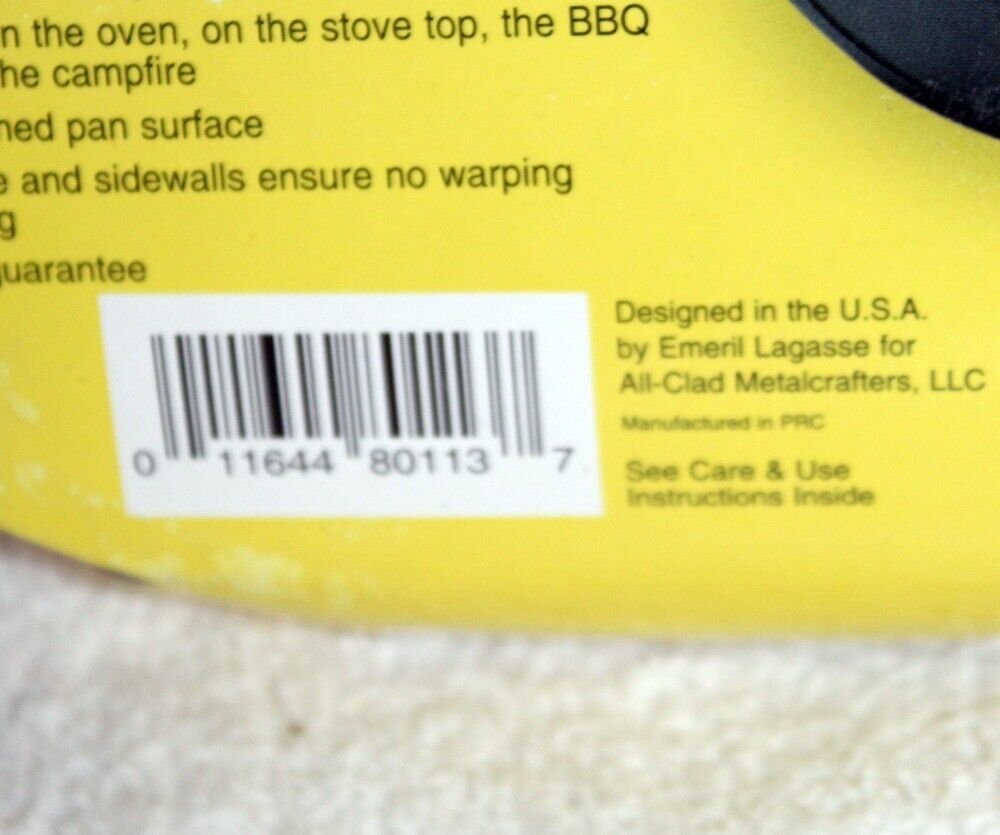 n the oven, on the stove top, the BBQ
he campfire
ned pan surface
e and sidewalls ensure no warping
g
guarantee
0 11644 80113 7
Designed in the U.S.A.
by Emeril Lagasse for
All-Clad Metalcrafters, LLC
Manufactured in PRC
See Care & Use
Instructions Inside